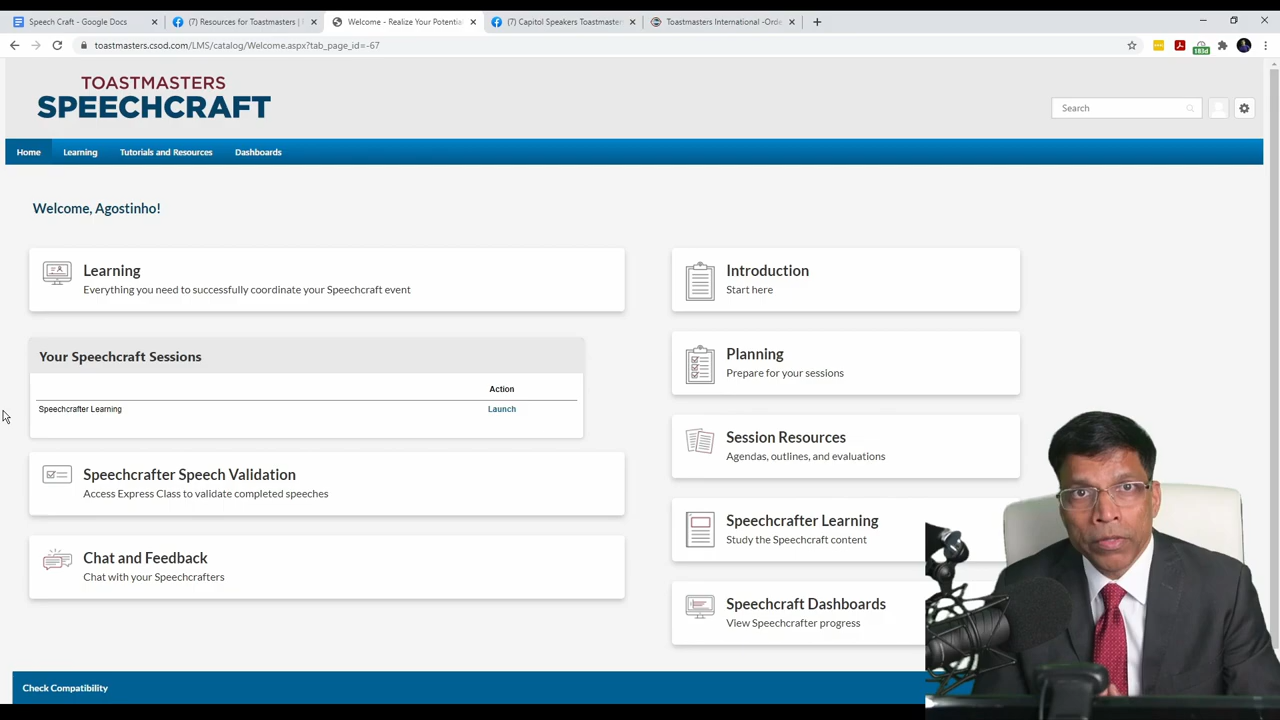 Speech Craft - Google Docs
(7) Resources for Toastmasters |
Welcome - Realize Your Potentia
(7) Capitol Speakers Toastmaster
Toastmasters International -Orde
toastmasters.csod.com/LMS/catalog/Welcome.aspx?tab_page_id=-67
TOASTMASTERS
SPEECHCRAFT
Search
Home
Learning
Tutorials and Resources
Dashboards
Welcome, Agostinho!
Learning
Everything you need to successfully coordinate your Speechcraft event
Your Speechcraft Sessions
Action
Speechcrafter Learning
Launch
Speechcrafter Speech Validation
Access Express Class to validate completed speeches
Chat and Feedback
Chat with your Speechcrafters
Introduction
Start here
Planning
Prepare for your sessions
Session Resources
Agendas, outlines, and evaluations
Speechcrafter Learning
Study the Speechcraft content
Speechcraft Dashboards
View Speechcrafter progress
Check Compatibility